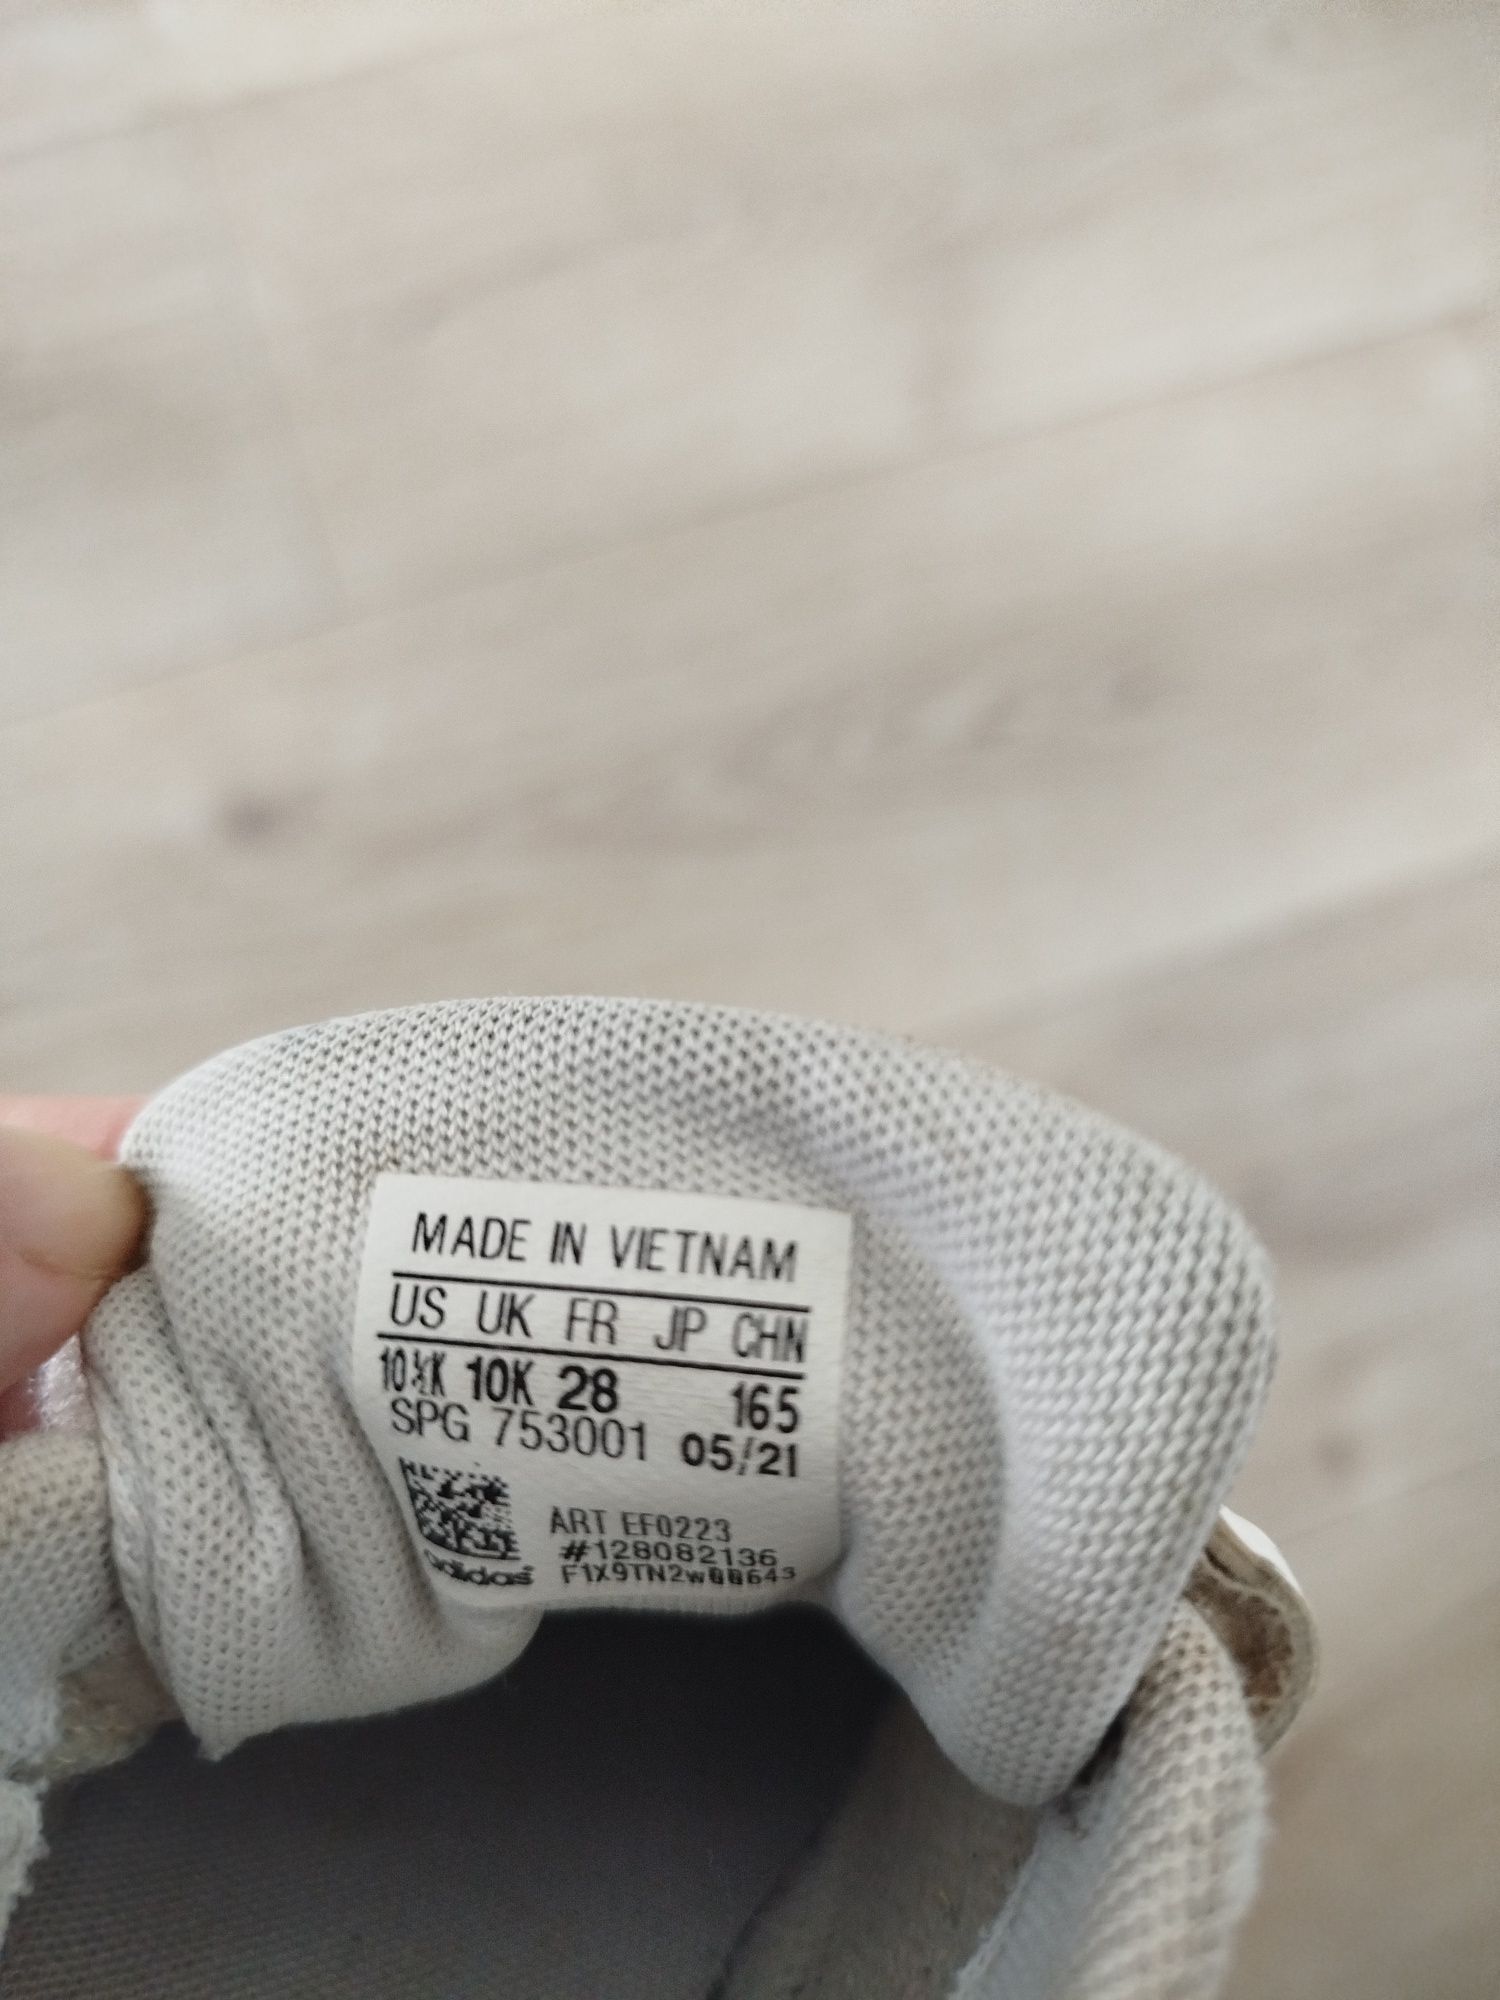 MADE IN VIETNAM
US UK FR JP CHN
10½K 10K 28 165
SPG 753001 05/21
ART EF0223
#128082136
adidas